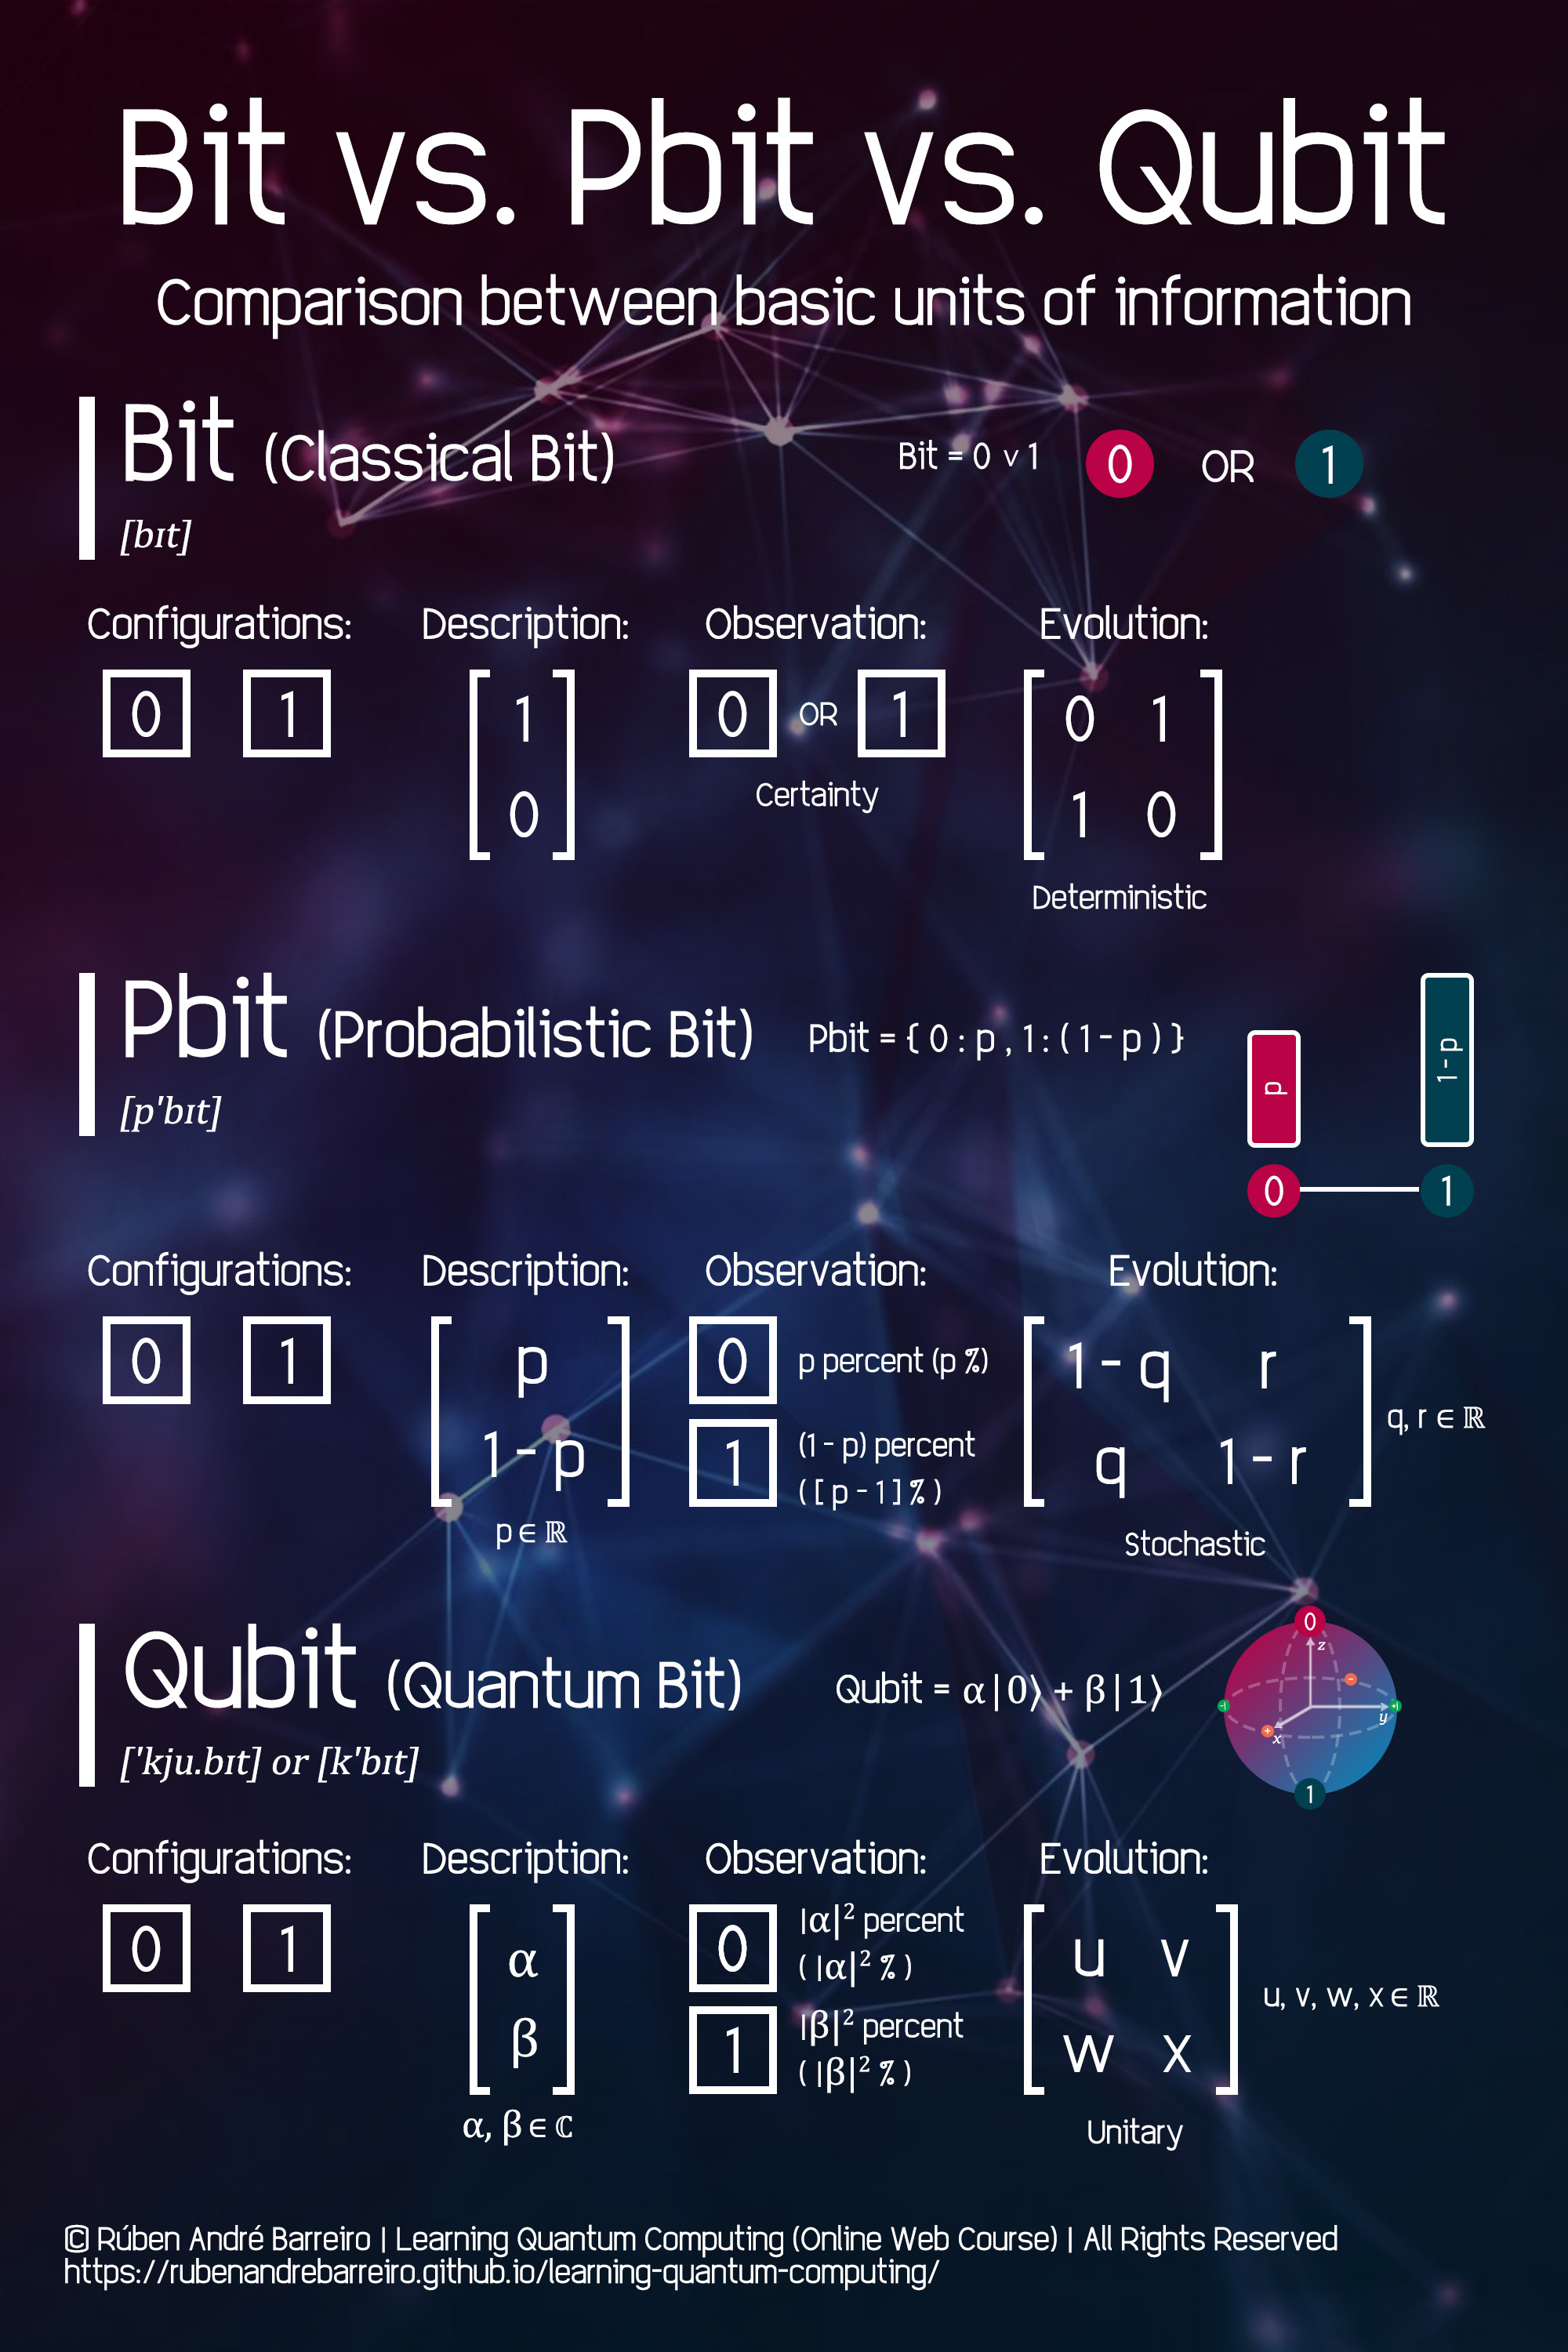 Bit vs. Pbit vs. Qubit
Comparison between basic units of information
Bit (Classical Bit)
[bɪt]
Bit = 0 ∨ 1
0 OR 1
Configurations: Description: Observation: Evolution:
0 1
1
0
0 OR 1
Certainty
0 1
1 0
Deterministic
Pbit (Probabilistic Bit)
[p'bɪt]
Pbit = { 0 : p , 1 : ( 1 - p ) }
p 1 - p
0 1
Configurations: Description: Observation: Evolution:
0 1
p
1 - p
p ∈ ℝ
0 p percent (p %)
1 (1 - p) percent
( [ p - 1 ] % )
1 - q r
q 1 - r
q, r ∈ ℝ
Stochastic
Qubit (Quantum Bit)
['kju.bɪt] or [k'bɪt]
Qubit = α|0⟩ + β|1⟩
0
z
-
-i y +i
+ x
1
Configurations: Description: Observation: Evolution:
0 1
α
β
α, β ∈ ℂ
0 |α|² percent
( |α|² % )
1 |β|² percent
( |β|² % )
u v
w x
u, v, w, x ∈ ℝ
Unitary
© Rúben André Barreiro | Learning Quantum Computing (Online Web Course) | All Rights Reserved
https://rubenandrebarreiro.github.io/learning-quantum-computing/